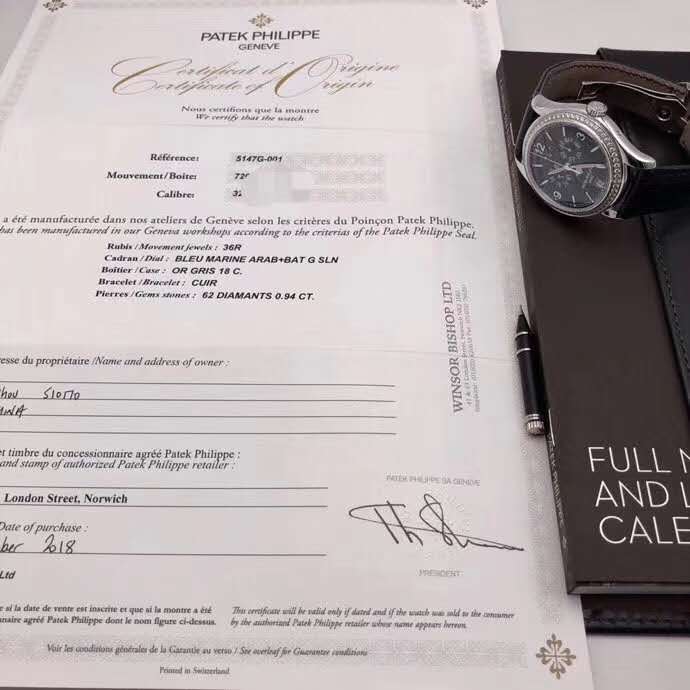 PATEK PHILIPPE
GENEVE
Certificat d'Origine
Certificate of Origin
Nous certifions que la montre
We certify that the watch
Référence: 5147G-001
Mouvement/Boîte: 726
Calibre: 32
a été manufacturée dans nos ateliers de Genève selon les critères du Poinçon Patek Philippe.
has been manufactured in our Geneva workshops according to the criterias of the Patek Philippe Seal.
Rubis / Movement jewels : 36R
Cadran / Dial : BLEU MARINE ARAB+BAT G SLN
Boîtier / Case : OR GRIS 18 C.
Bracelet / Bracelet : CUIR
Pierres / Gems stones : 62 DIAMANTS 0.94 CT.
resse du propriétaire / Name and address of owner :
hou 510170
et timbre du concessionnaire agréé Patek Philippe :
and stamp of authorized Patek Philippe retailer :
London Street, Norwich
Date of purchase :
ber 2018
Ltd
WINSOR BISHOP LTD
PATEK PHILIPPE SA GENEVE
PRESIDENT
e si la date de vente est inscrite et que si la montre a été
nnaire agréé Patek Philippe dont le nom figure ci-dessus.
This certificate will be valid only if dated and if the watch was sold to the consumer
by the authorized Patek Philippe retailer whose name appears hereon.
Voir les conditions générales de la Garantie au verso / See overleaf for Guarantee conditions
Printed in Switzerland
FULL
AND
CALE